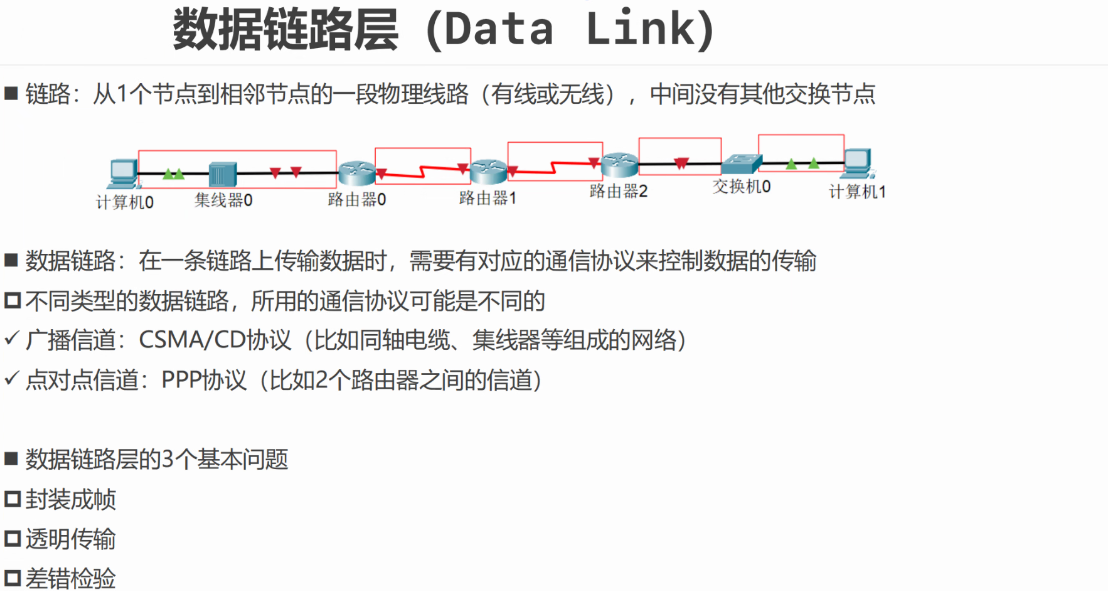 数据链路层 (Data Link)
■ 链路：从1个节点到相邻节点的一段物理线路（有线或无线），中间没有其他交换节点
计算机0 集线器0 路由器0 路由器1 路由器2 交换机0 计算机1
■ 数据链路：在一条链路上传输数据时，需要有对应的通信协议来控制数据的传输
不同类型的数据链路，所用的通信协议可能是不同的
✓ 广播信道：CSMA/CD协议（比如同轴电缆、集线器等组成的网络）
✓ 点对点信道：PPP协议（比如2个路由器之间的信道）
■ 数据链路层的3个基本问题
封装成帧
透明传输
差错检验